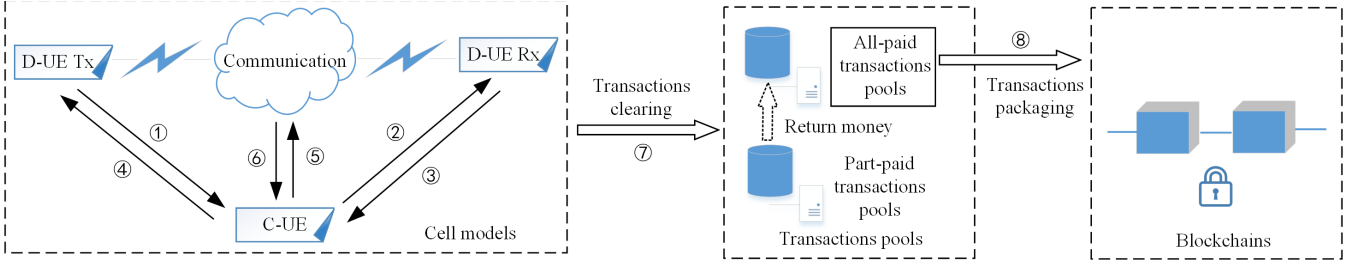 D-UE Tx
Communication
D-UE Rx
①
④
⑥
⑤
②
③
C-UE
Cell models
Transactions
clearing
⑦
All-paid
transactions
pools
Return money
Part-paid
transactions
pools
Transactions pools
⑧
Transactions
packaging
Blockchains